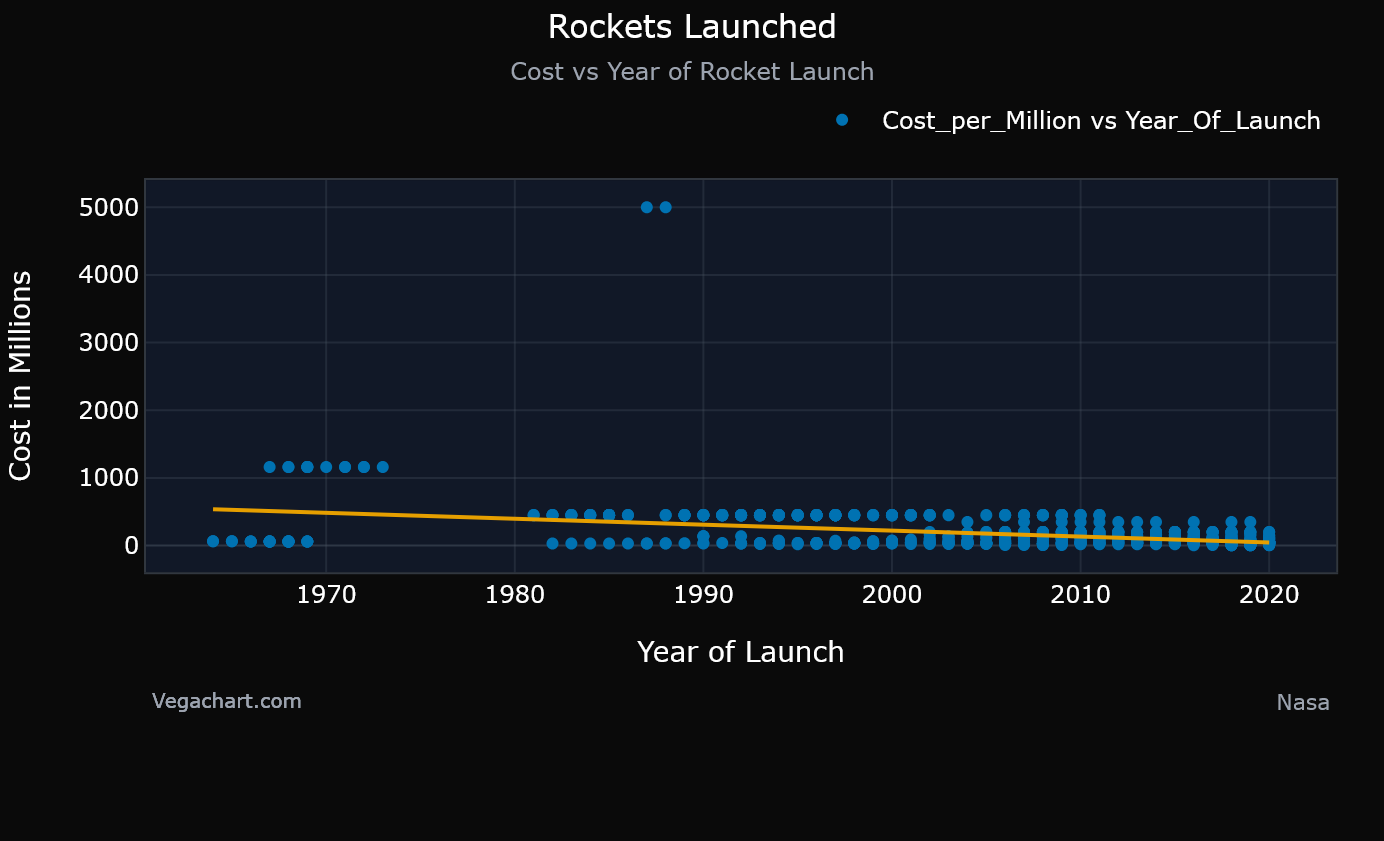 Rockets Launched
Cost vs Year of Rocket Launch
Cost_per_Million vs Year_Of_Launch
Cost in Millions
5000
4000
3000
2000
1000
0
1970 1980 1990 2000 2010 2020
Year of Launch
Vegachart.com
Nasa